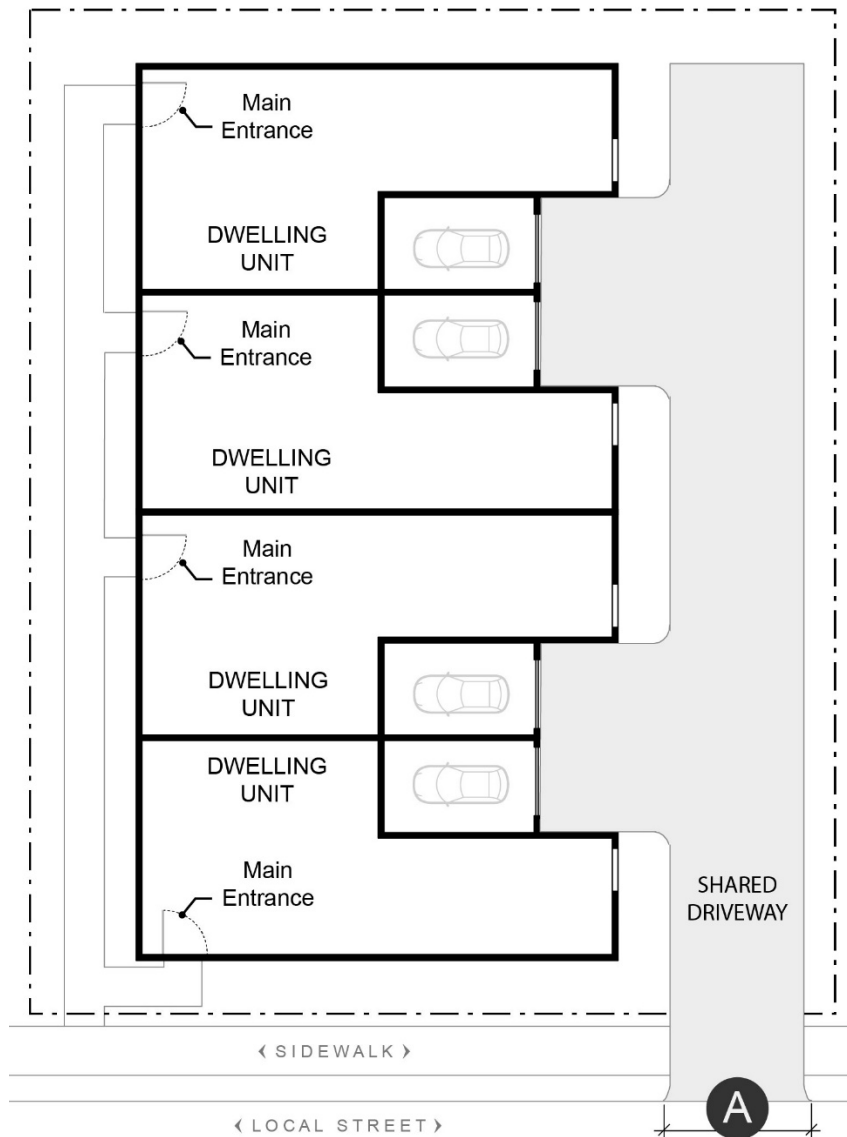 Main
Entrance
DWELLING
UNIT
Main
Entrance
DWELLING
UNIT
Main
Entrance
DWELLING
UNIT
DWELLING
UNIT
Main
Entrance
SHARED
DRIVEWAY
SIDEWALK
LOCAL STREET
A